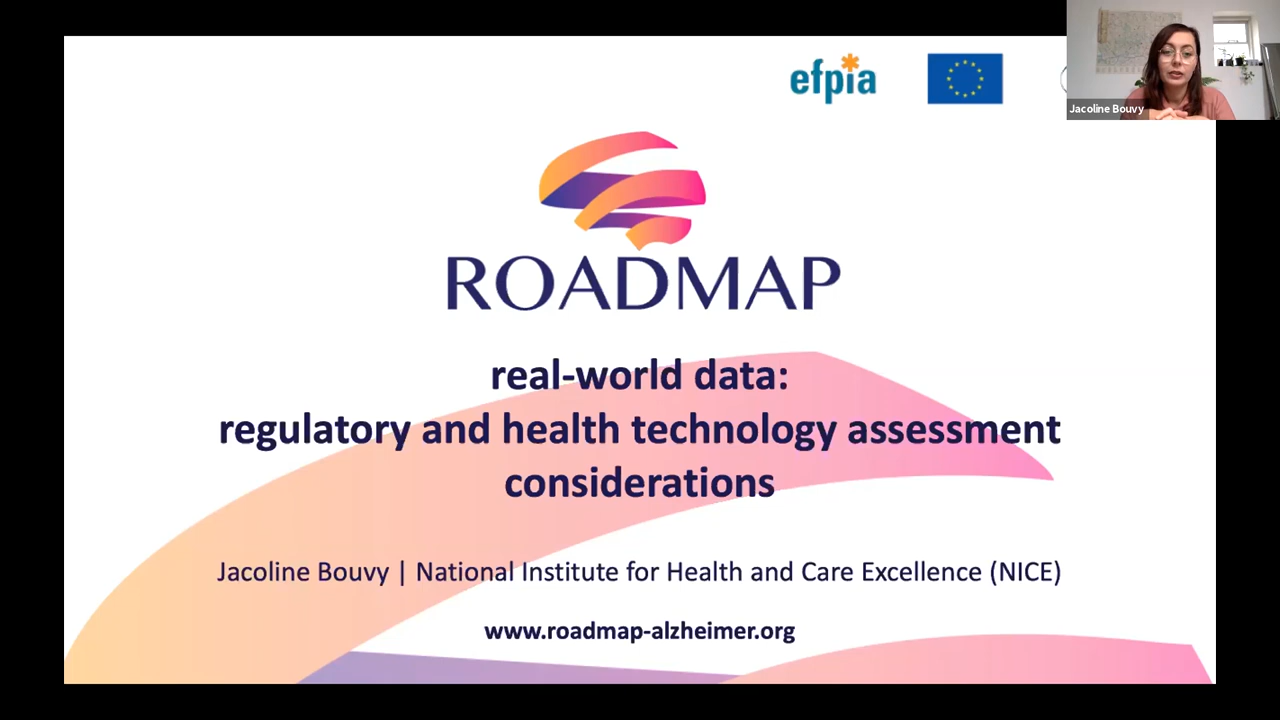 efpia
Jacoline Bouvy
ROADMAP
real-world data:
regulatory and health technology assessment
considerations
Jacoline Bouvy | National Institute for Health and Care Excellence (NICE)
www.roadmap-alzheimer.org